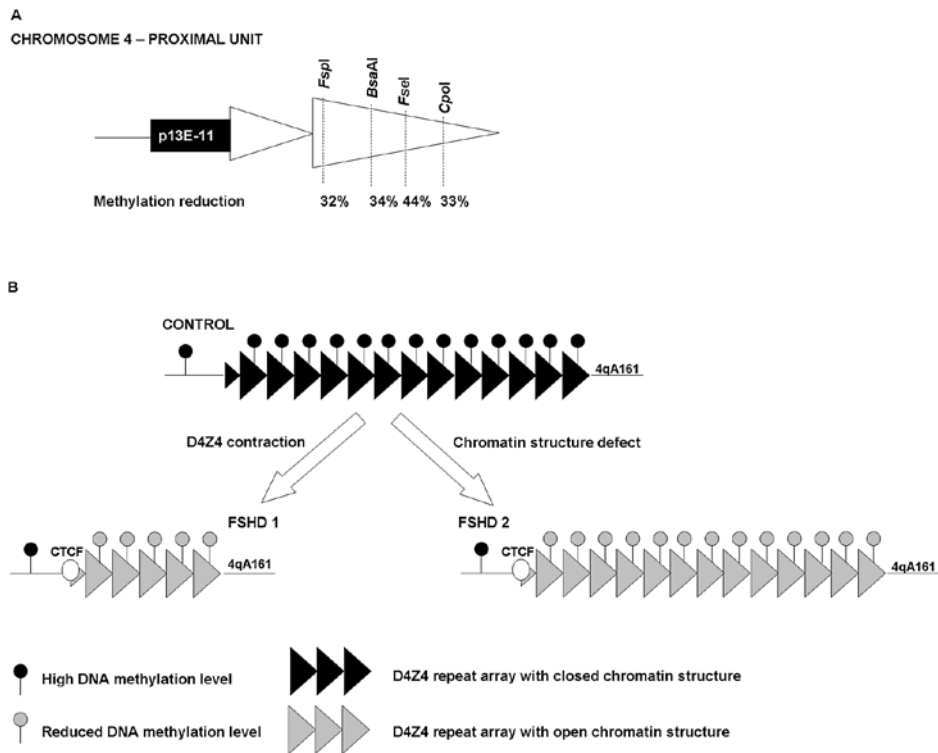 A
CHROMOSOME 4 – PROXIMAL UNIT
FspI
BsaAI
FseI
CpoI
p13E-11
Methylation reduction
32%
34%
44%
33%
B
CONTROL
4qA161
D4Z4 contraction
Chromatin structure defect
FSHD 1
FSHD 2
CTCF
4qA161
CTCF
4qA161
High DNA methylation level
D4Z4 repeat array with closed chromatin structure
Reduced DNA methylation level
D4Z4 repeat array with open chromatin structure